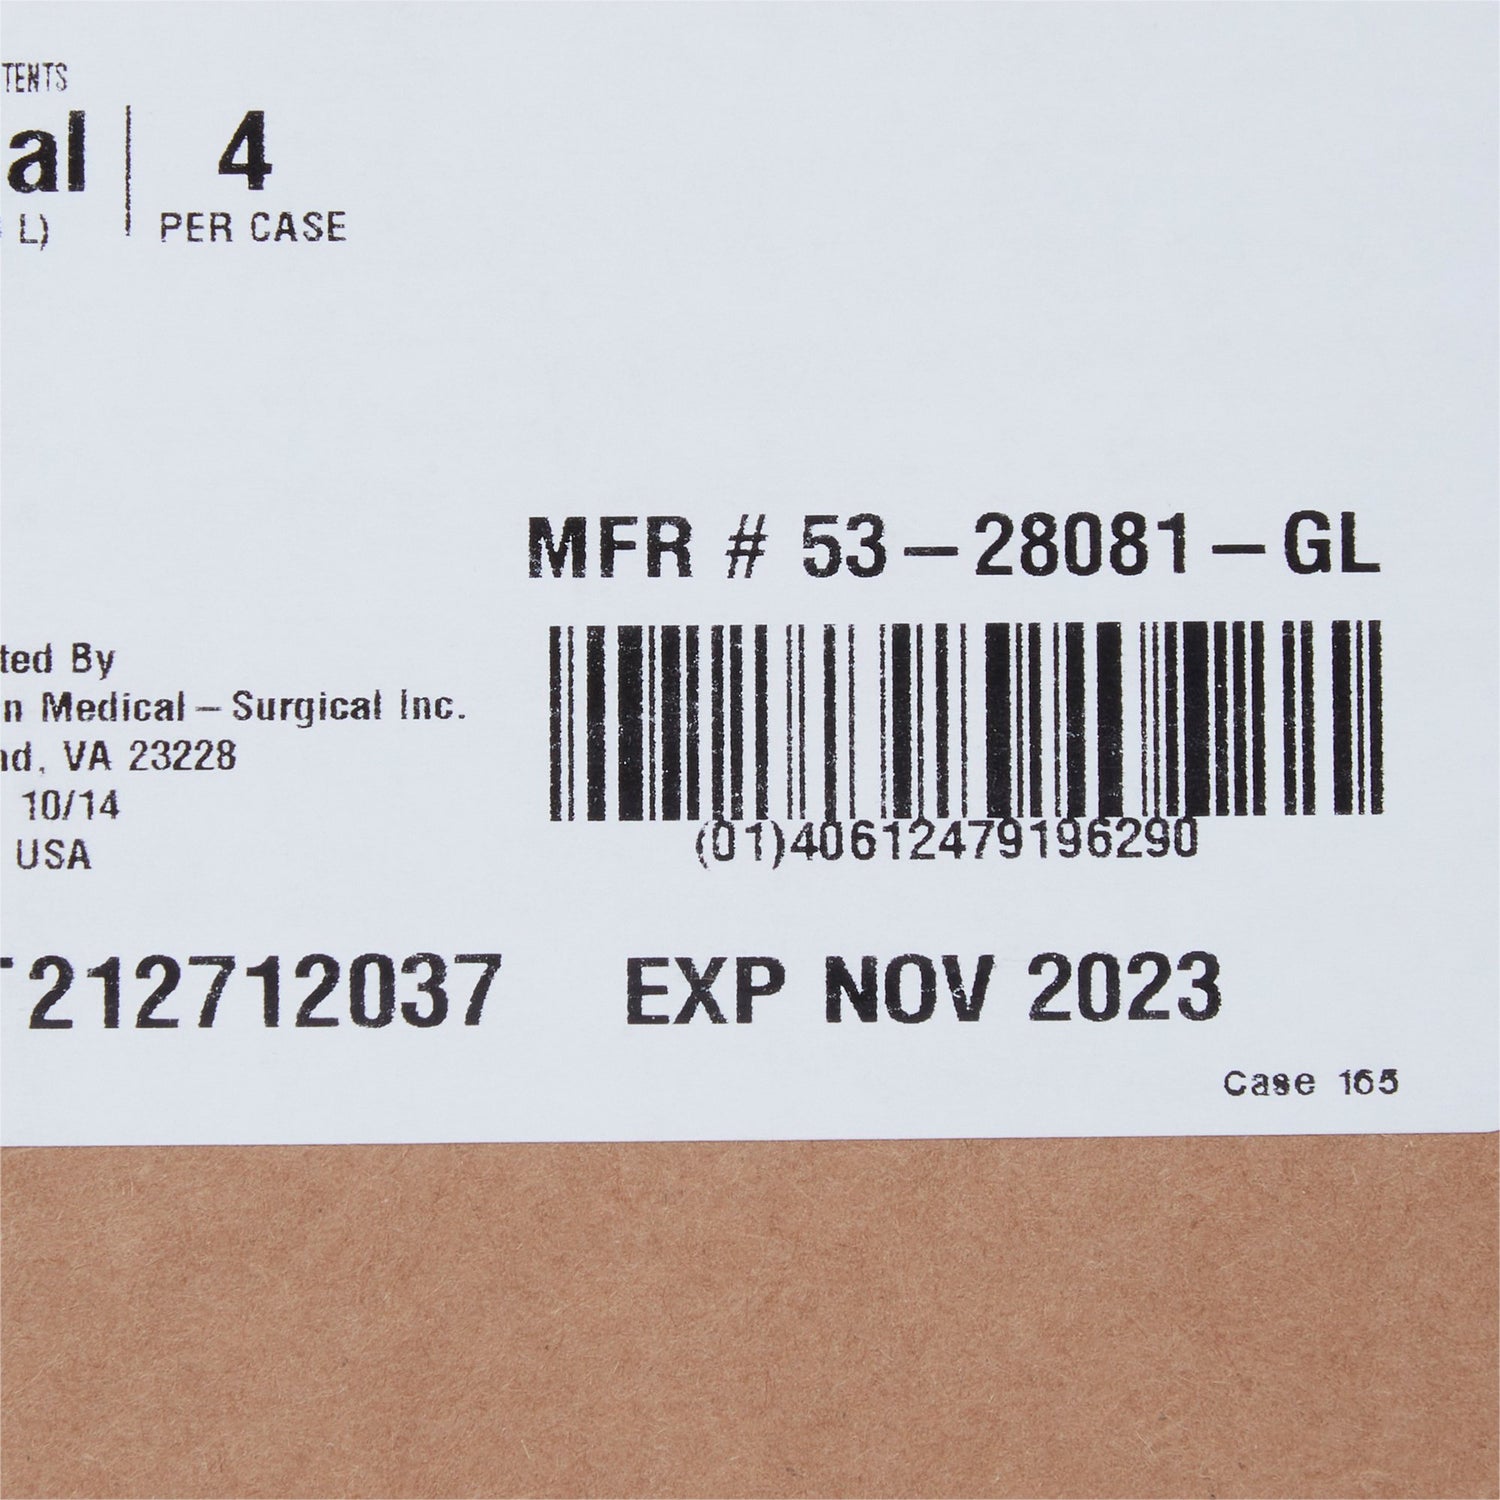 TENTS
al | 4
L) PER CASE
MFR # 53-28081-GL
ted By
n Medical-Surgical Inc.
nd, VA 23228
10/14
USA
(01)40612479196290
T212712037 EXP NOV 2023
Case 165